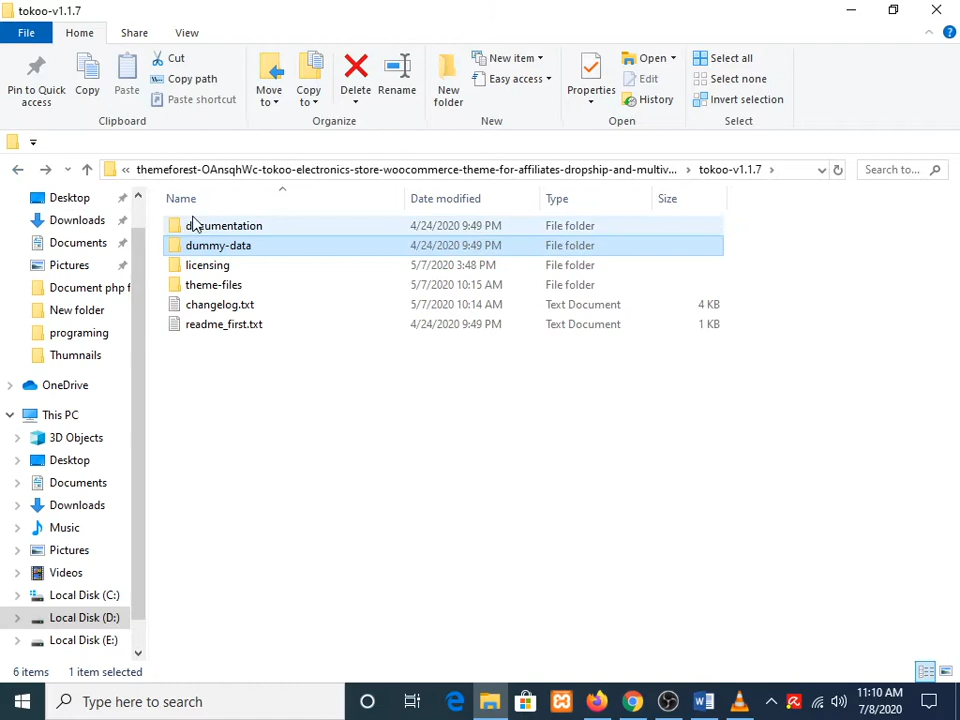 tokoo-v1.1.7
File
Home
Share
View
Pin to Quick access
Copy
Paste
Cut
Copy path
Paste shortcut
Clipboard
Move to
Copy to
Delete
Rename
Organize
New folder
New item
Easy access
New
Properties
Open
Edit
History
Open
Select all
Select none
Invert selection
Select
« themeforest-OAnsqhWc-tokoo-electronics-store-woocommerce-theme-for-affiliates-dropship-and-multiv... › tokoo-v1.1.7 ›
Search to...
Name
Date modified
Type
Size
documentation 4/24/2020 9:49 PM File folder
dummy-data 4/24/2020 9:49 PM File folder
licensing 5/7/2020 3:48 PM File folder
theme-files 5/7/2020 10:15 AM File folder
changelog.txt 5/7/2020 10:14 AM Text Document 4 KB
readme_first.txt 4/24/2020 9:49 PM Text Document 1 KB
Desktop
Downloads
Documents
Pictures
Document php f
New folder
programing
Thumnails
OneDrive
This PC
3D Objects
Desktop
Documents
Downloads
Music
Pictures
Videos
Local Disk (C:)
Local Disk (D:)
Local Disk (E:)
6 items
1 item selected
Type here to search
11:10 AM
7/8/2020